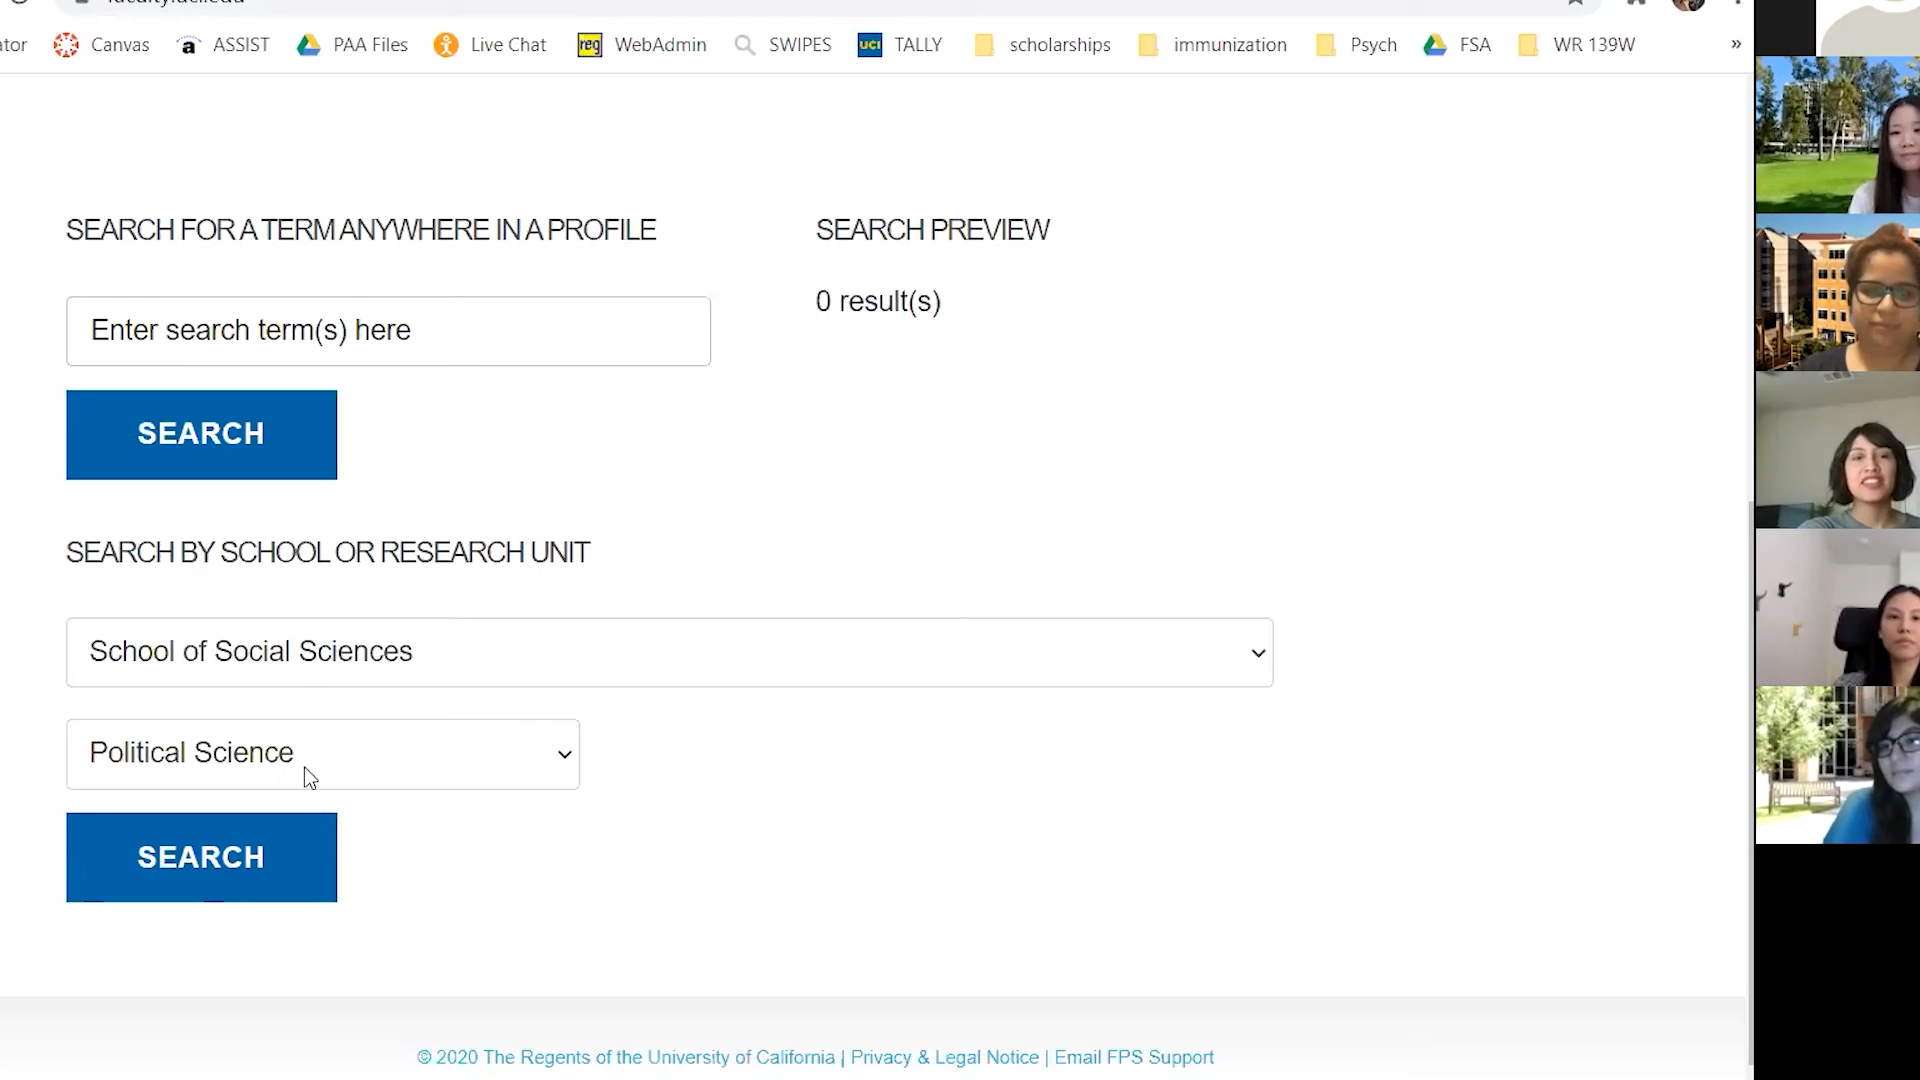 Canvas ASSIST PAA Files Live Chat reg WebAdmin SWIPES UCI TALLY scholarships immunization Psych FSA WR 139W »
SEARCH FOR A TERM ANYWHERE IN A PROFILE
SEARCH PREVIEW
Enter search term(s) here
0 result(s)
SEARCH
SEARCH BY SCHOOL OR RESEARCH UNIT
School of Social Sciences
Political Science
SEARCH
© 2020 The Regents of the University of California | Privacy & Legal Notice | Email FPS Support